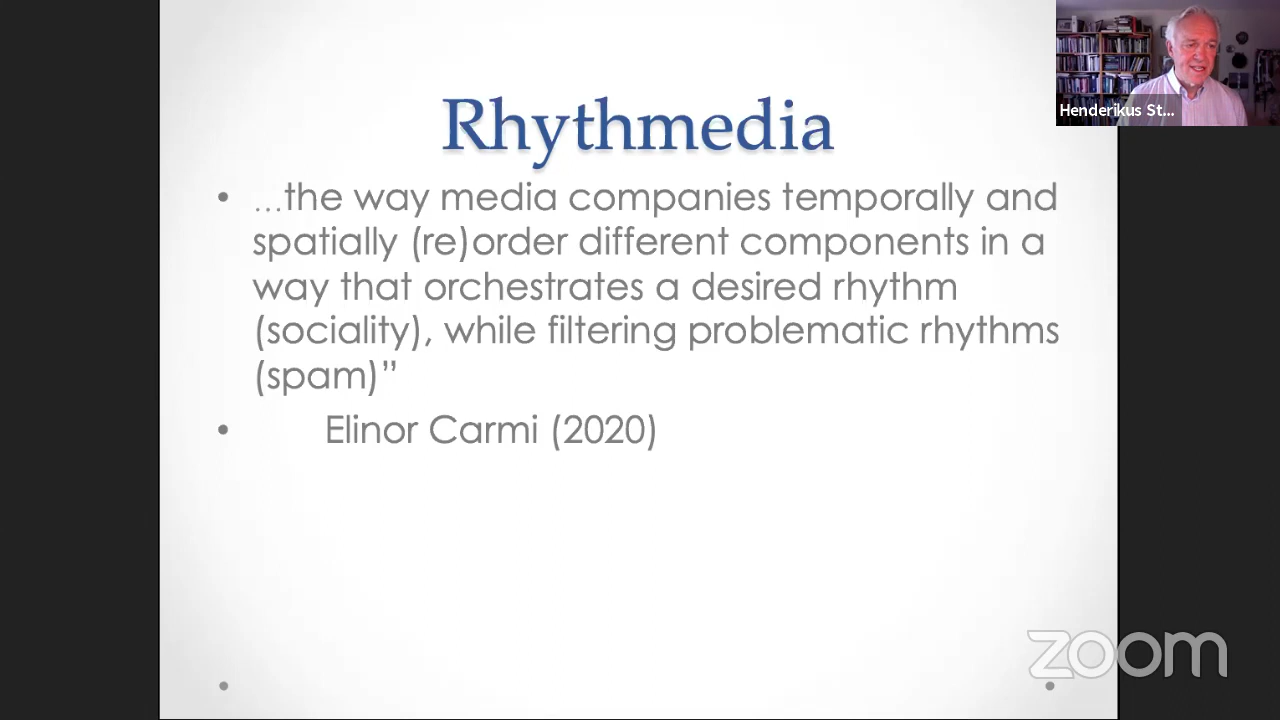 Rhythmedia
• …the way media companies temporally and
spatially (re)order different components in a
way that orchestrates a desired rhythm
(sociality), while filtering problematic rhythms
(spam)”
• Elinor Carmi (2020)
Henderikus St...
zoom